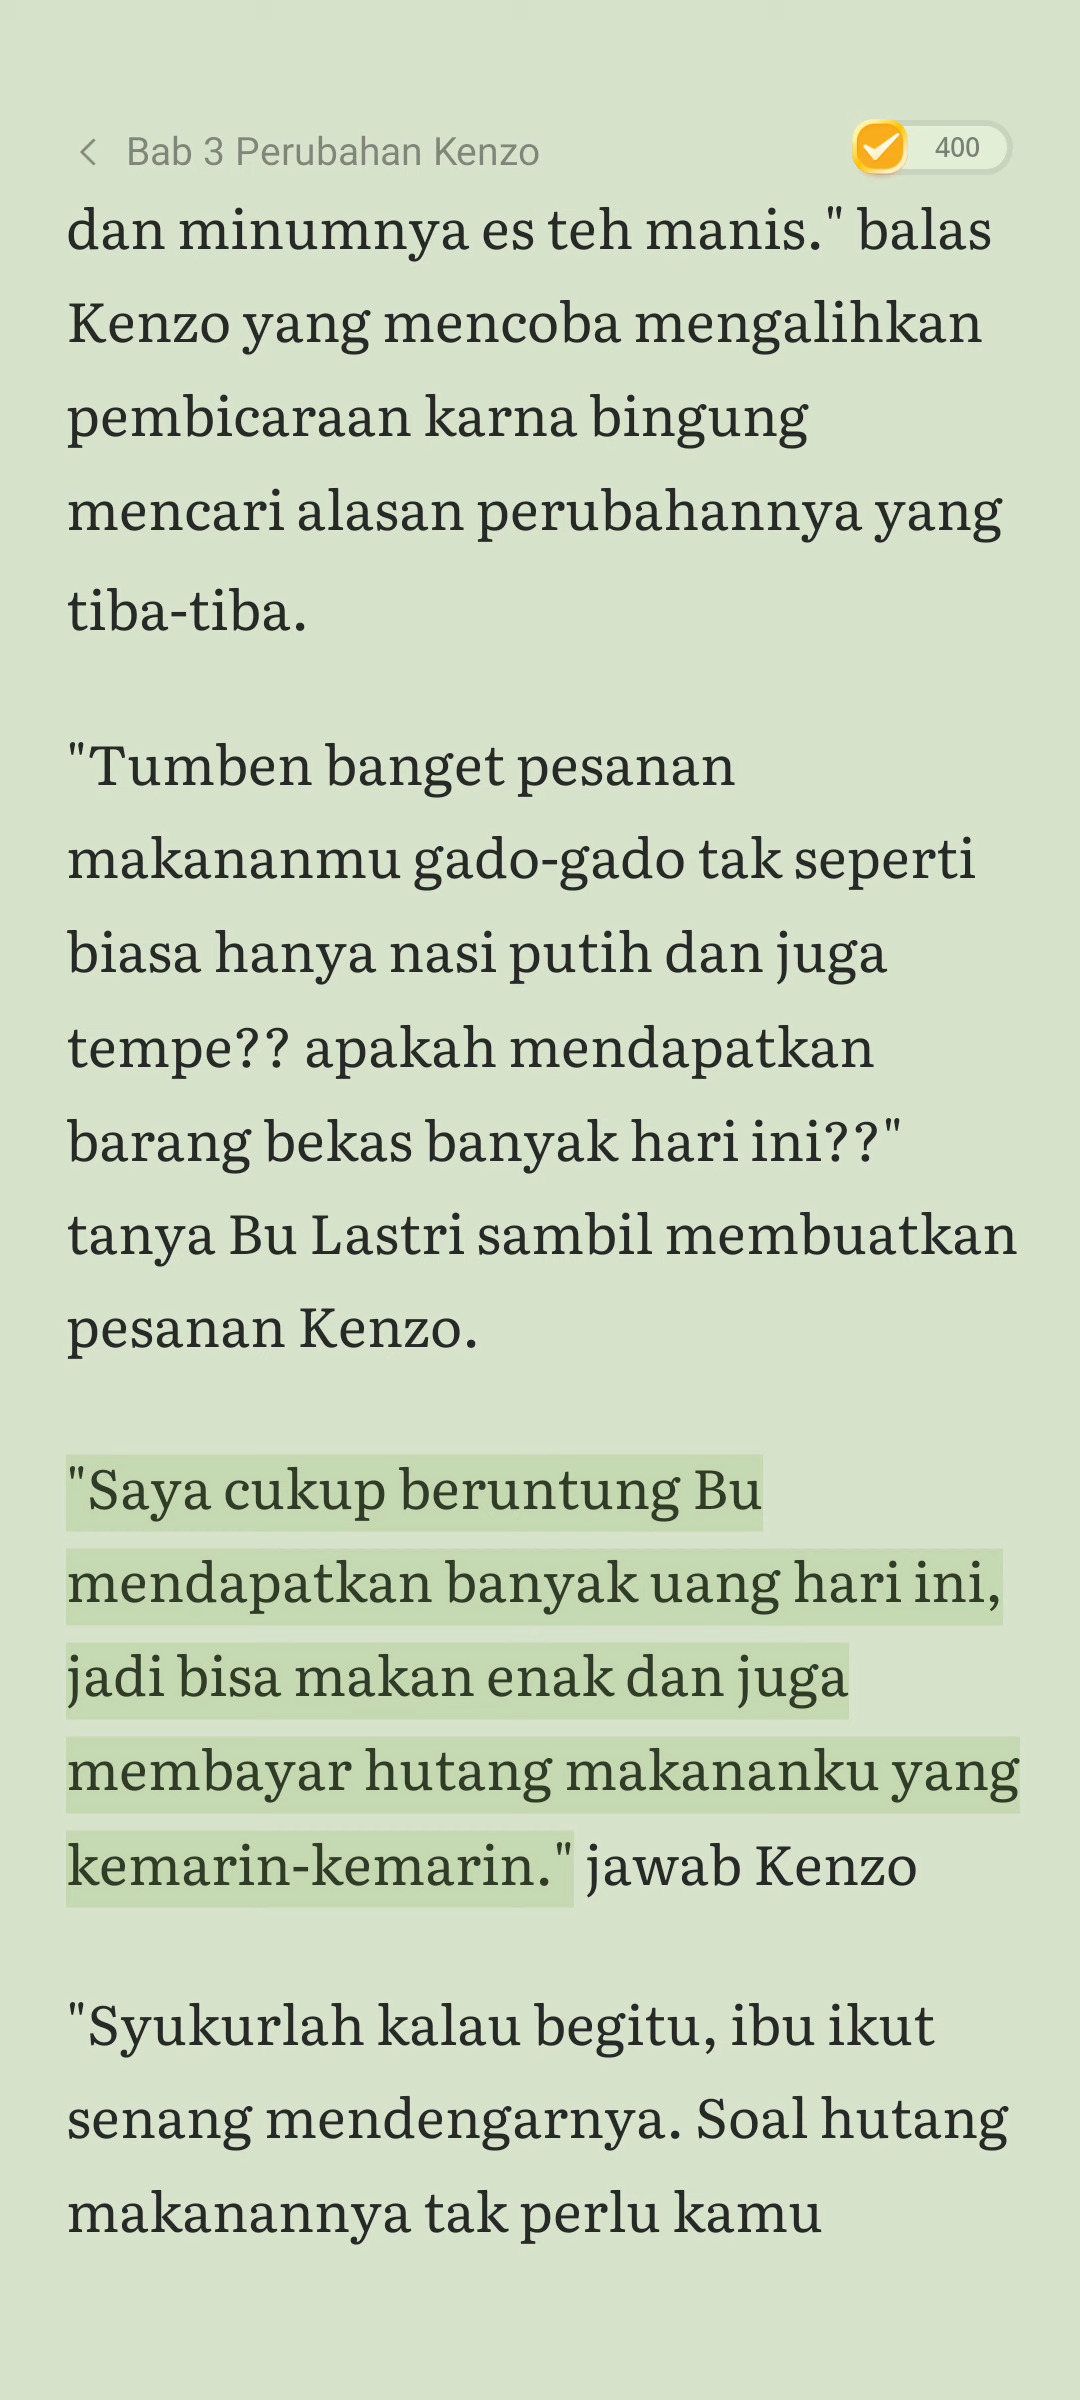 Bab 3 Perubahan Kenzo
400
dan minumnya es teh manis." balas
Kenzo yang mencoba mengalihkan
pembicaraan karna bingung
mencari alasan perubahannya yang
tiba-tiba.
"Tumben banget pesanan
makananmu gado-gado tak seperti
biasa hanya nasi putih dan juga
tempe?? apakah mendapatkan
barang bekas banyak hari ini??"
tanya Bu Lastri sambil membuatkan
pesanan Kenzo.
"Saya cukup beruntung Bu
mendapatkan banyak uang hari ini,
jadi bisa makan enak dan juga
membayar hutang makananku yang
kemarin-kemarin." jawab Kenzo
"Syukurlah kalau begitu, ibu ikut
senang mendengarnya. Soal hutang
makanannya tak perlu kamu